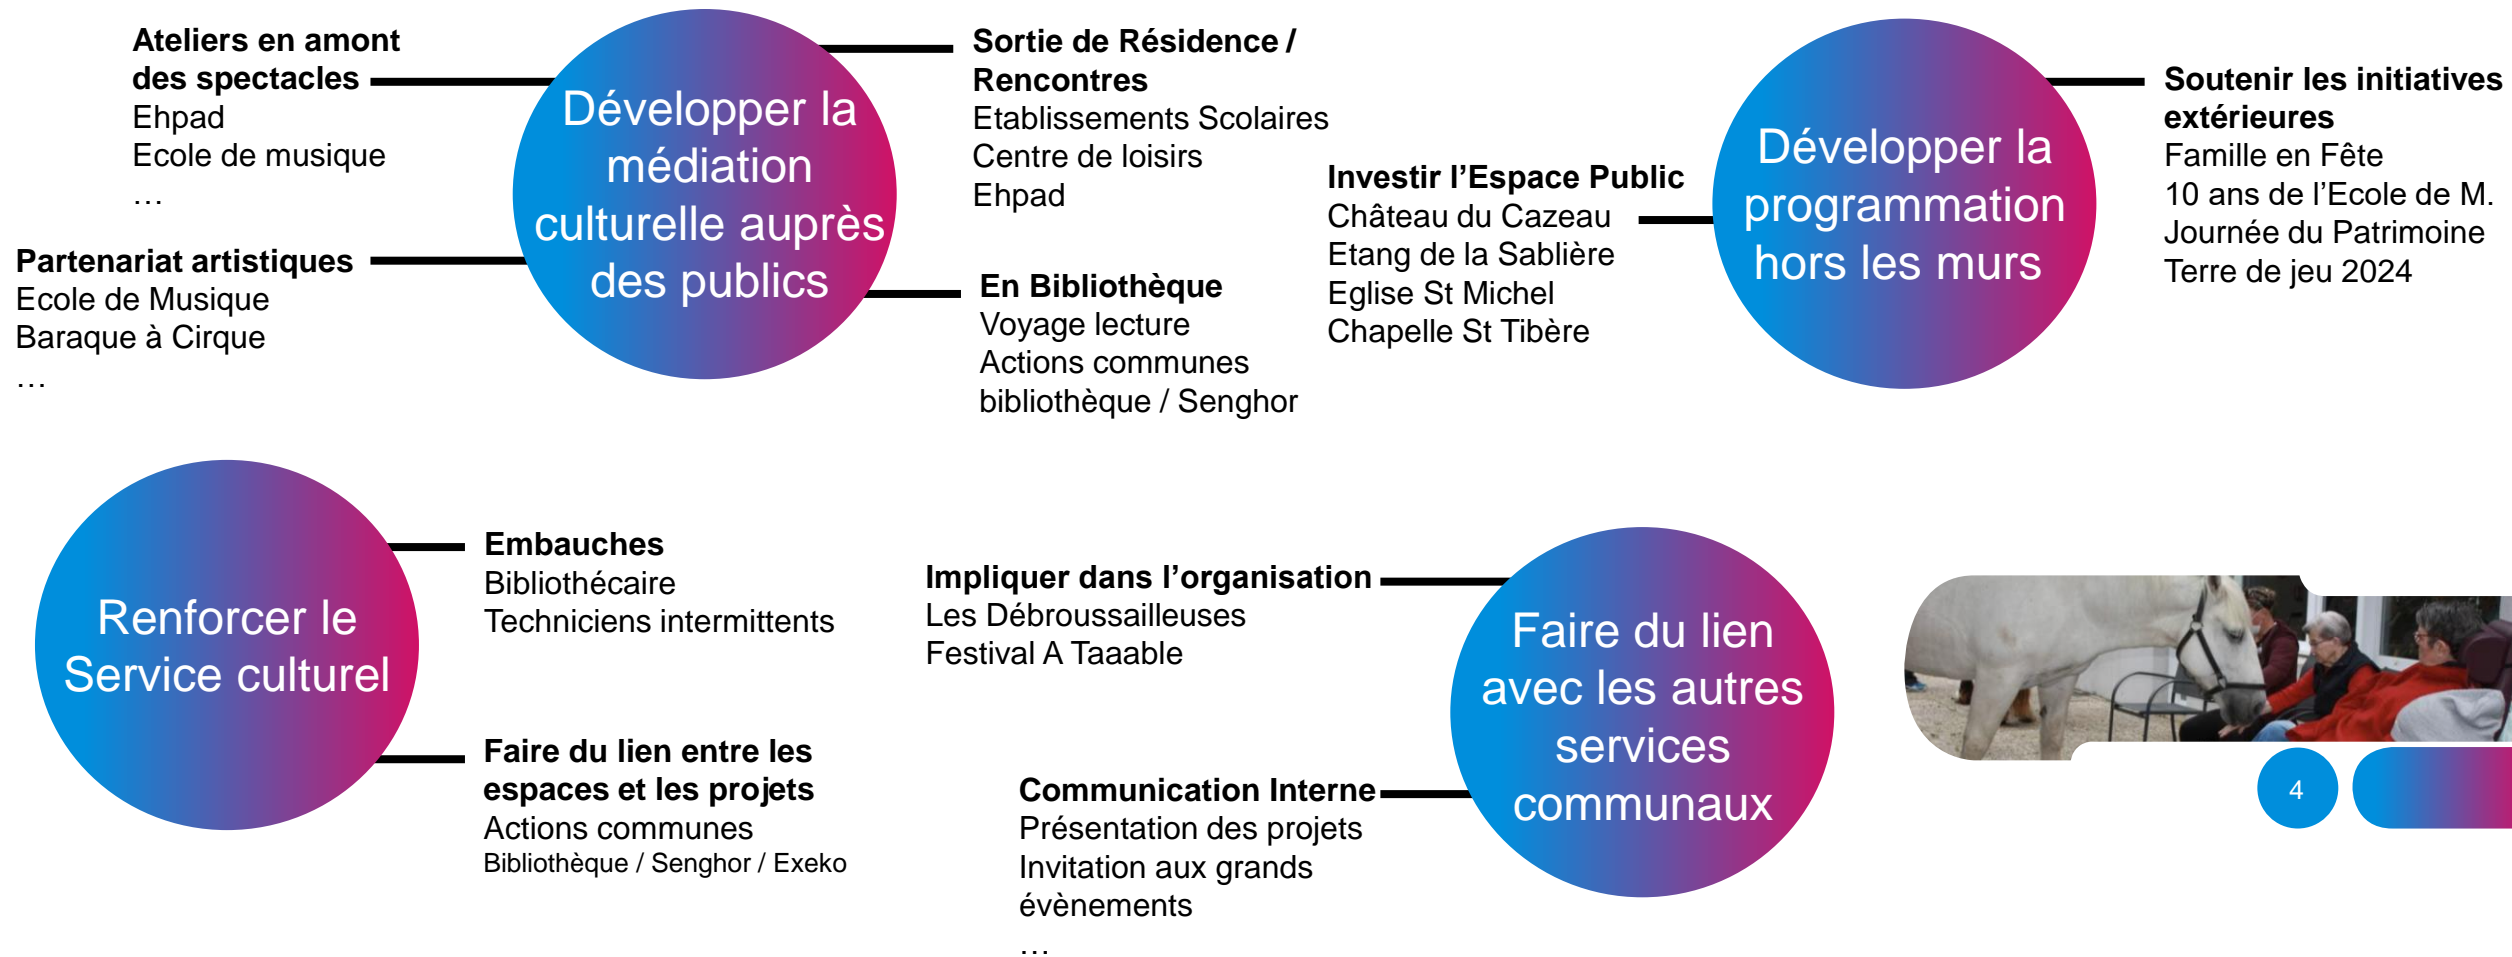 Ateliers en amont
des spectacles
Ehpad
Ecole de musique
…
Partenariat artistiques
Ecole de Musique
Baraque à Cirque
…
Développer la
médiation
culturelle auprès
des publics
Sortie de Résidence /
Rencontres
Etablissements Scolaires
Centre de loisirs
Ehpad
En Bibliothèque
Voyage lecture
Actions communes
bibliothèque / Senghor
Investir l’Espace Public
Château du Cazeau
Etang de la Sablière
Eglise St Michel
Chapelle St Tibère
Développer la
programmation
hors les murs
Soutenir les initiatives
extérieures
Famille en Fête
10 ans de l’Ecole de M.
Journée du Patrimoine
Terre de jeu 2024
Renforcer le
Service culturel
Embauches
Bibliothécaire
Techniciens intermittents
Faire du lien entre les
espaces et les projets
Actions communes
Bibliothèque / Senghor / Exeko
Impliquer dans l’organisation
Les Débroussailleuses
Festival A Taaable
Communication Interne
Présentation des projets
Invitation aux grands
évènements
…
Faire du lien
avec les autres
services
communaux
4